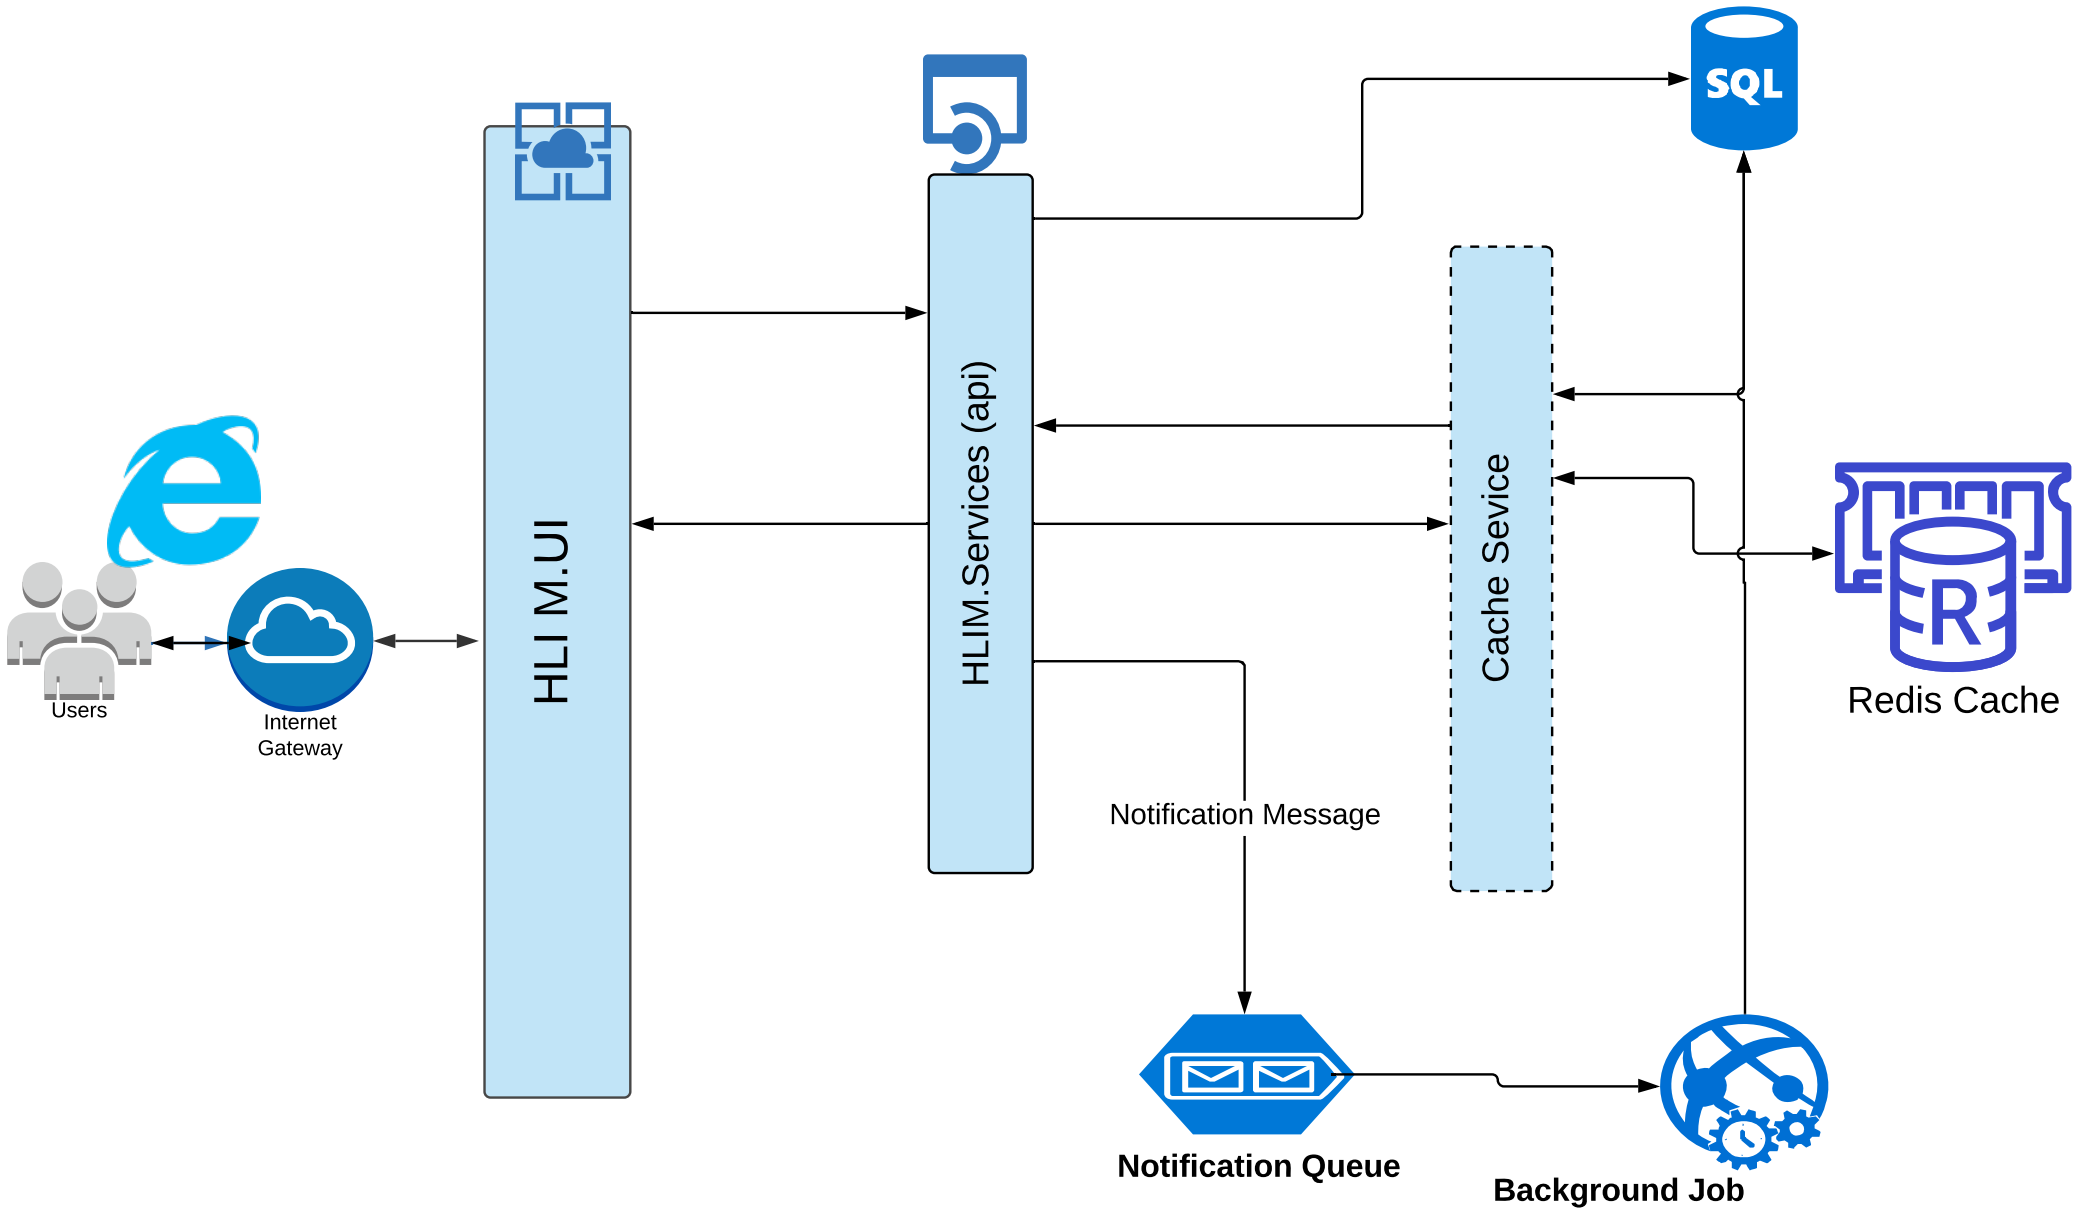 SQL
HLI M.UI
HLIM.Services (api)
Cache Sevice
R
Redis Cache
Users
Internet
Gateway
Notification Message
Notification Queue
Background Job